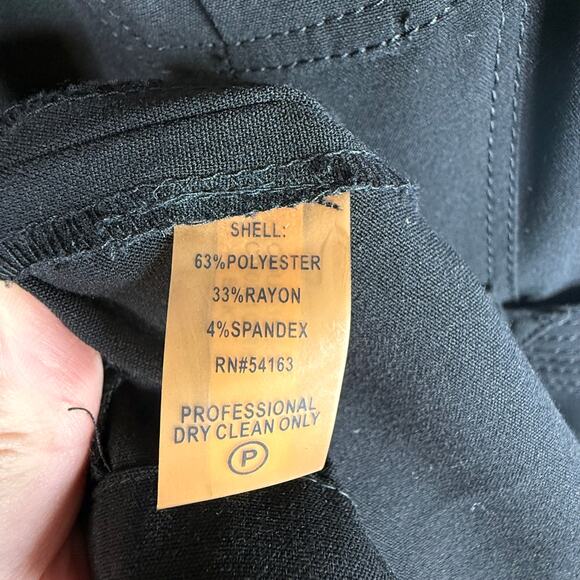 SHELL:
63%POLYESTER
33%RAYON
4%SPANDEX
RN#54163
PROFESSIONAL
DRY CLEAN ONLY
P